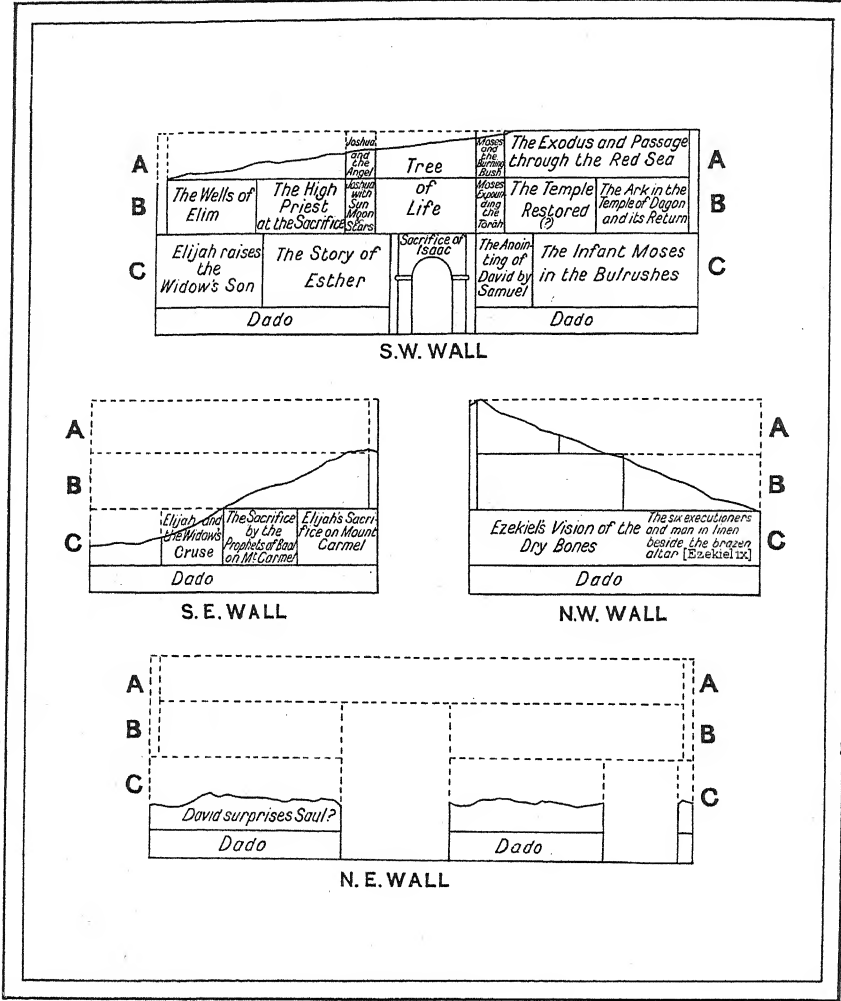 A
Joshua
and
the
Angel
Tree
of
Life
Moses
and
the
Burning
Bush
The Exodus and Passage
through the Red Sea
A
B
The Wells of
Elim
The High
Priest
at the Sacrifice
Joshua
with
Sun
Moon
&
Stars
Moses
Expoun-
ding
the
Torah
The Temple
Restored
(?)
The Ark in the
Temple of Dagon
and its Return
B
C
Elijah raises
the
Widow's Son
The Story of
Esther
Sacrifice of
Isaac
The Anoin-
ting of
David by
Samuel
The Infant Moses
in the Bulrushes
C
Dado
Dado
S.W. WALL
A
B
C
Elijah and
the Widow's
Cruse
The Sacrifice
by the
Prophets of Baal
on Mt. Carmel
Elijah's Sacri-
fice on Mount
Carmel
Dado
S.E. WALL
A
B
C
Ezekiel's Vision of the
Dry Bones
The six executioners
and man in linen
beside the brazen
altar [Ezekiel IX]
Dado
N.W. WALL
A
A
B
B
C
C
David surprises Saul?
Dado
Dado
N.E. WALL